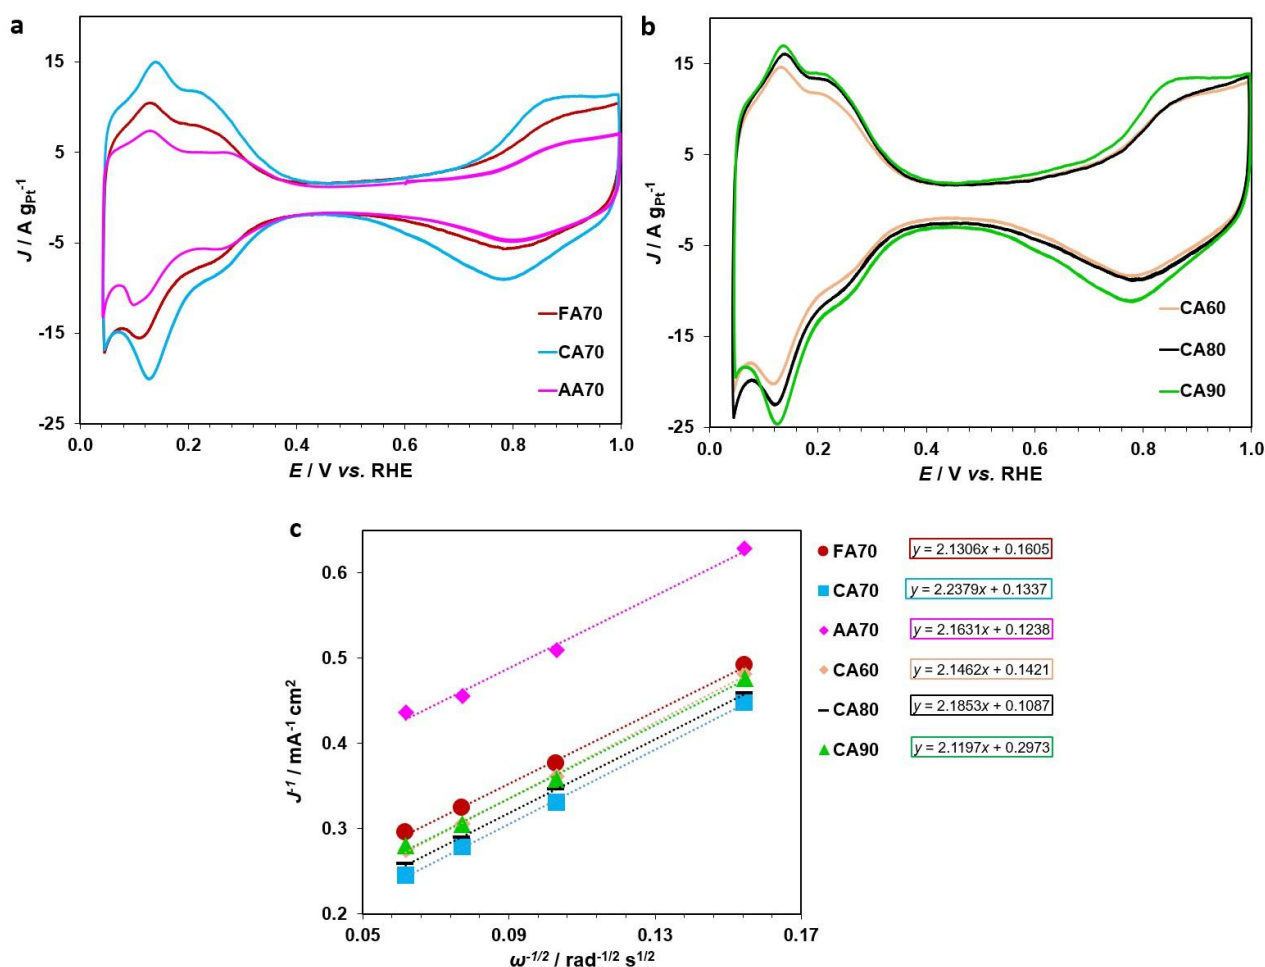 a
15
5
-5
-15
-25
J / A gPt-1
0.0 0.2 0.4 0.6 0.8 1.0
E / V vs. RHE
FA70
CA70
AA70
b
15
5
-5
-15
-25
J / A gPt-1
0.0 0.2 0.4 0.6 0.8 1.0
E / V vs. RHE
CA60
CA80
CA90
c
0.6
0.5
0.4
0.3
0.2
J-1 / mA-1 cm2
0.05 0.09 0.13 0.17
ω-1/2 / rad-1/2 s1/2
FA70 y = 2.1306x + 0.1605
CA70 y = 2.2379x + 0.1337
AA70 y = 2.1631x + 0.1238
CA60 y = 2.1462x + 0.1421
CA80 y = 2.1853x + 0.1087
CA90 y = 2.1197x + 0.2973